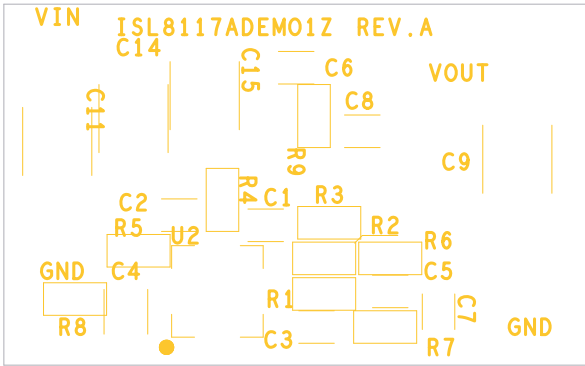 VIN
ISL8117ADEMO1Z REV.A
C14
C15
C6
VOUT
C11
C8
R9
C9
R4
C2
C1
R3
R5
U2
R2
R6
GND
C4
C5
R1
C7
R8
GND
C3
R7